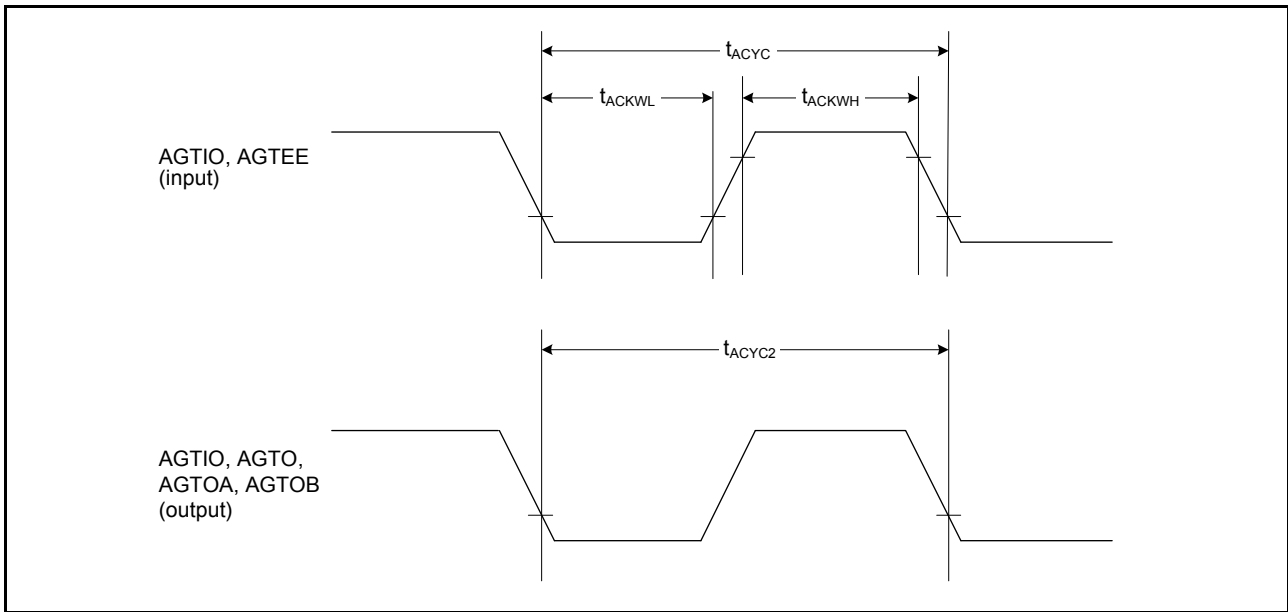 tACYC
tACKWL
tACKWH
AGTIO, AGTEE
(input)
tACYC2
AGTIO, AGTO,
AGTOA, AGTOB
(output)